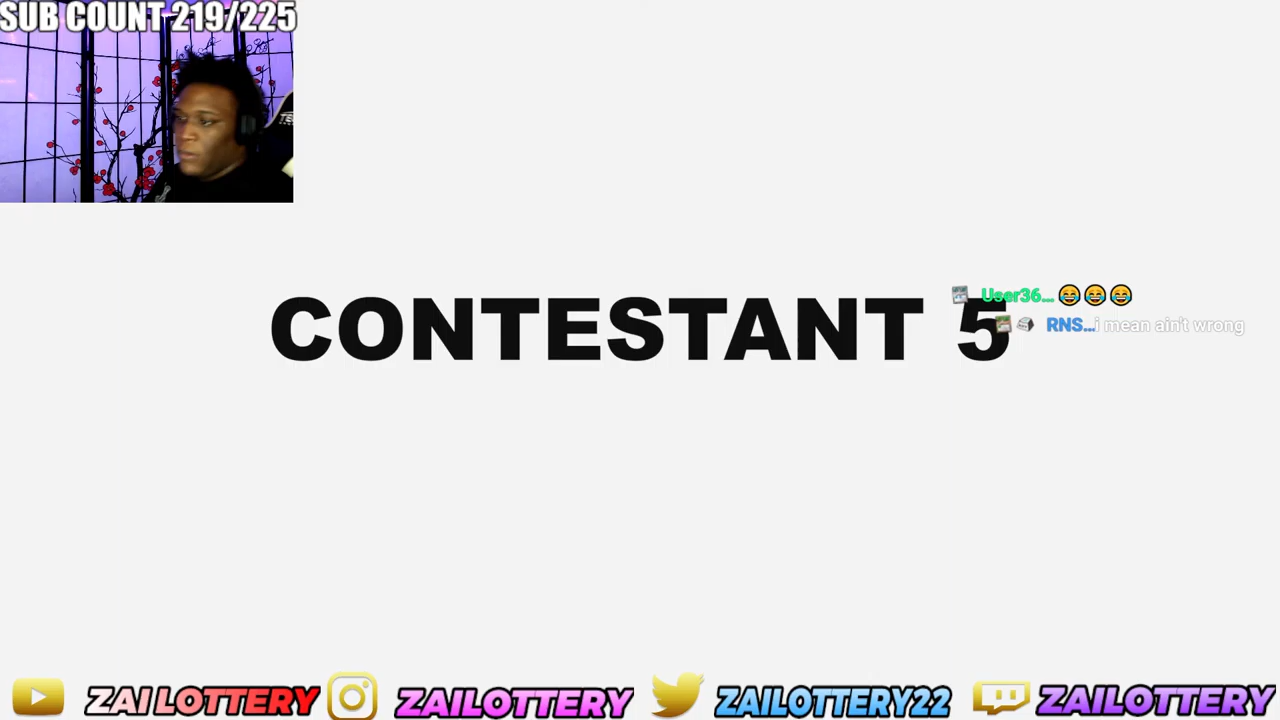 SUB COUNT 219/225
User36... 😂😂😂
CONTESTANT 5
RNS...i mean ain't wrong
ZAI LOTTERY
ZAILOTTERY
ZAILOTTERY22
ZAILOTTERY